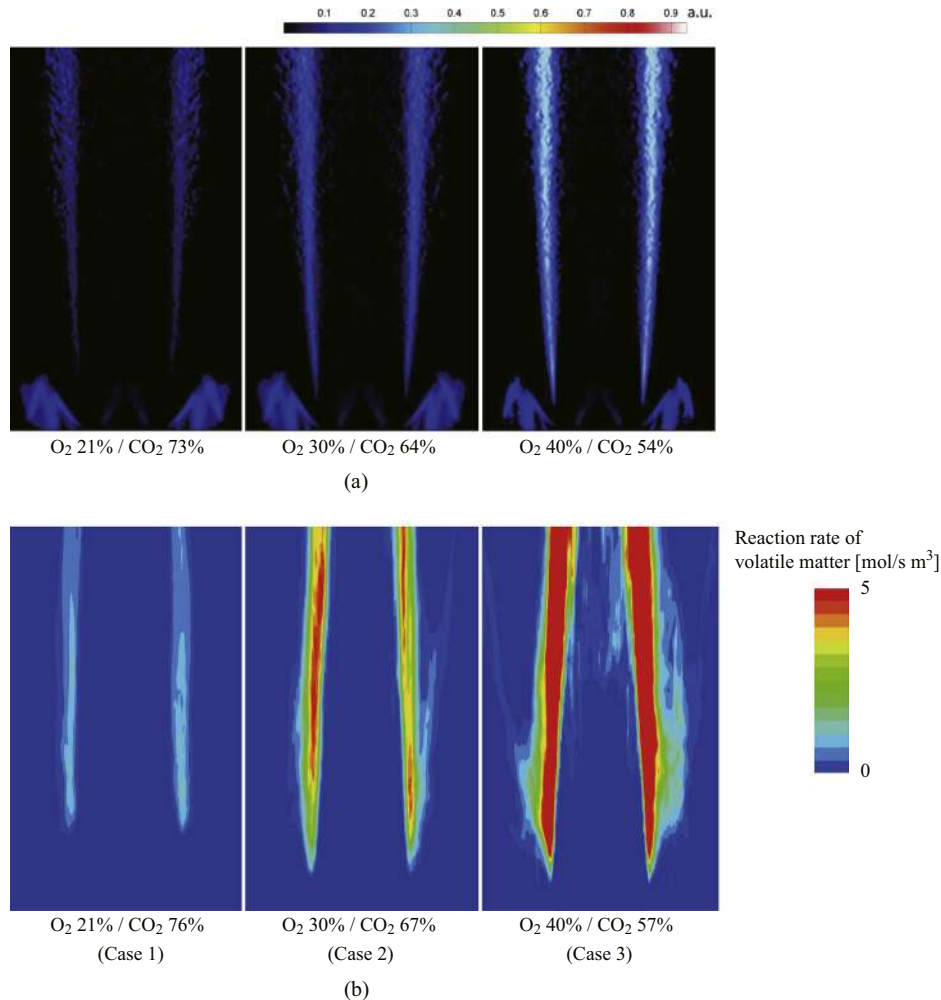 0.1 0.2 0.3 0.4 0.5 0.6 0.7 0.8 0.9 a.u.
O₂ 21% / CO₂ 73% O₂ 30% / CO₂ 64% O₂ 40% / CO₂ 54%
(a)
Reaction rate of
volatile matter [mol/s m³]
5
0
O₂ 21% / CO₂ 76% O₂ 30% / CO₂ 67% O₂ 40% / CO₂ 57%
(Case 1) (Case 2) (Case 3)
(b)